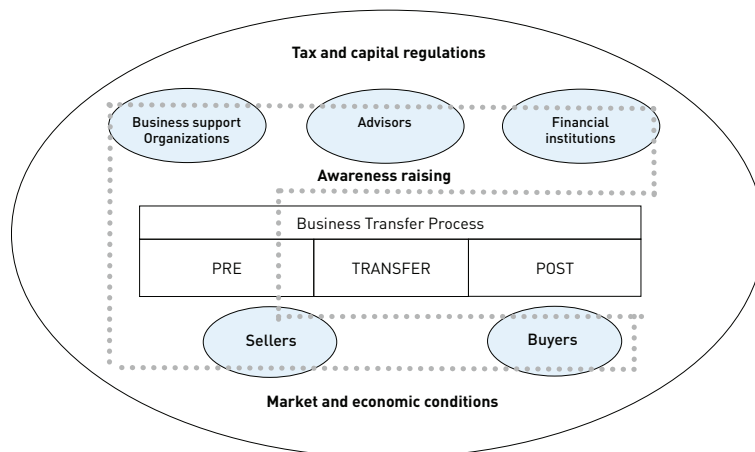 Tax and capital regulations
Business support
Organizations
Advisors
Financial
institutions
Awareness raising
Business Transfer Process
PRE
TRANSFER
POST
Sellers
Buyers
Market and economic conditions